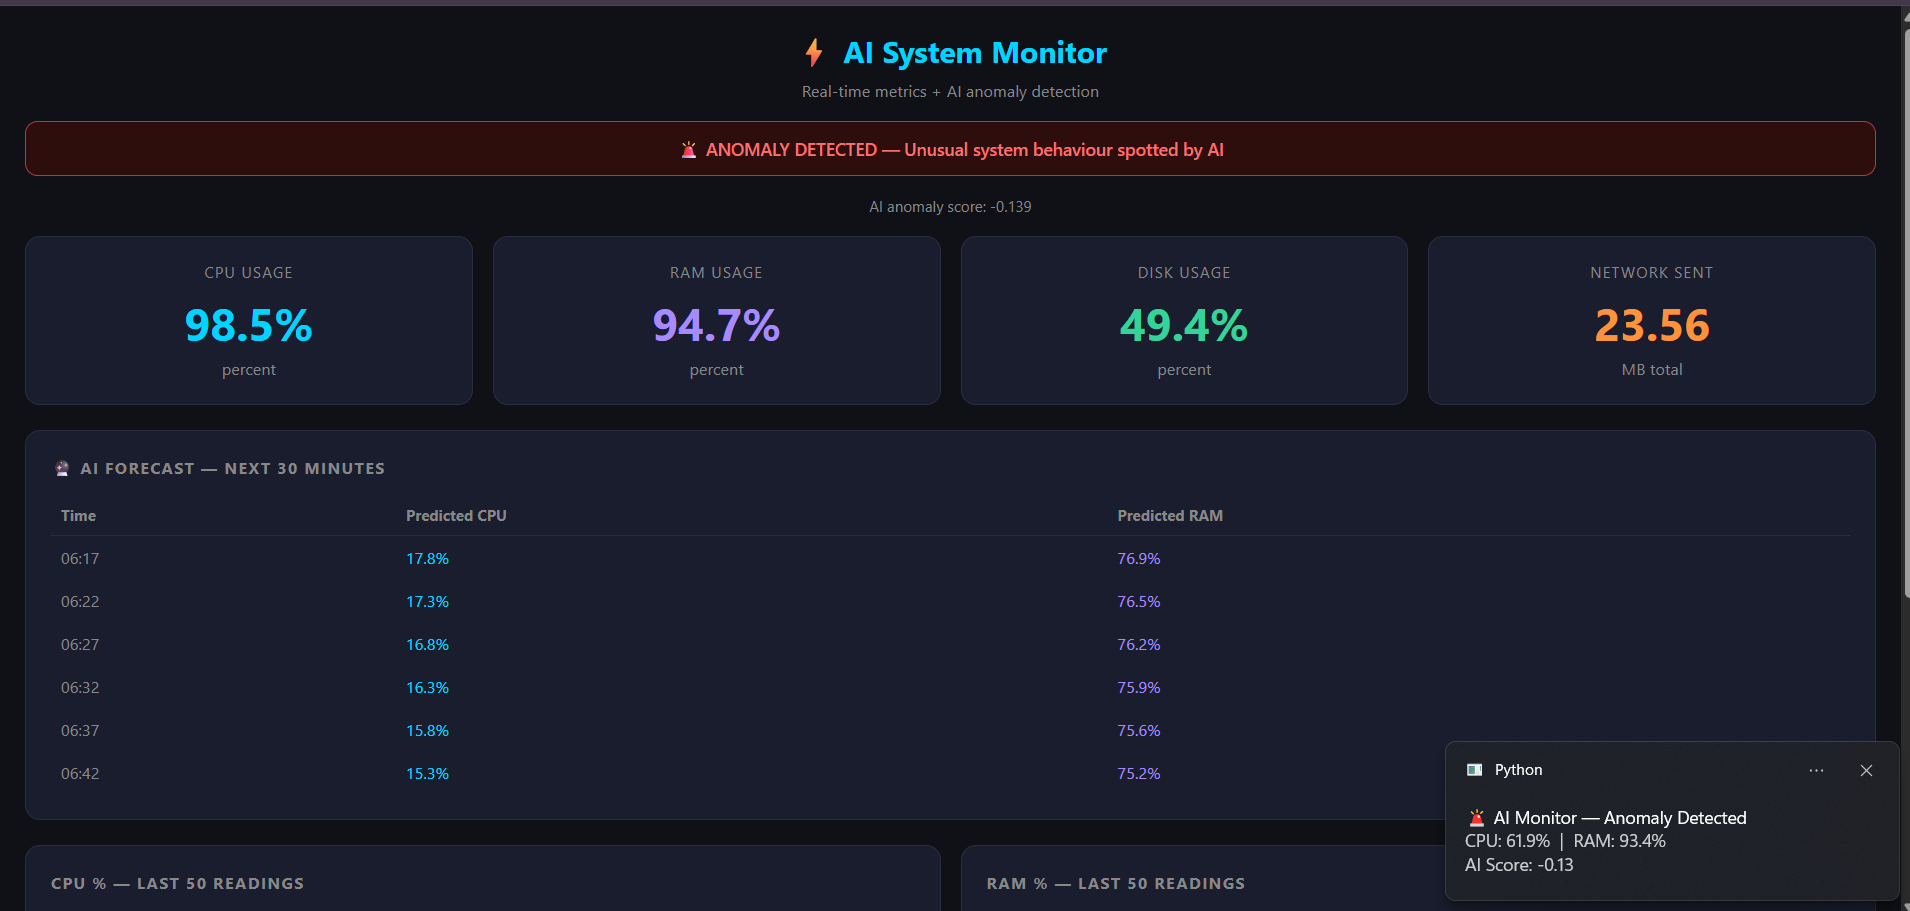 ⚡ AI System Monitor
Real-time metrics + AI anomaly detection
🚨 ANOMALY DETECTED — Unusual system behaviour spotted by AI
AI anomaly score: -0.139
CPU USAGE
98.5%
percent
RAM USAGE
94.7%
percent
DISK USAGE
49.4%
percent
NETWORK SENT
23.56
MB total
🔮 AI FORECAST — NEXT 30 MINUTES
Time Predicted CPU Predicted RAM
06:17 17.8% 76.9%
06:22 17.3% 76.5%
06:27 16.8% 76.2%
06:32 16.3% 75.9%
06:37 15.8% 75.6%
06:42 15.3% 75.2%
CPU % — LAST 50 READINGS
RAM % — LAST 50 READINGS
Python
🚨 AI Monitor — Anomaly Detected
CPU: 61.9% | RAM: 93.4%
AI Score: -0.13